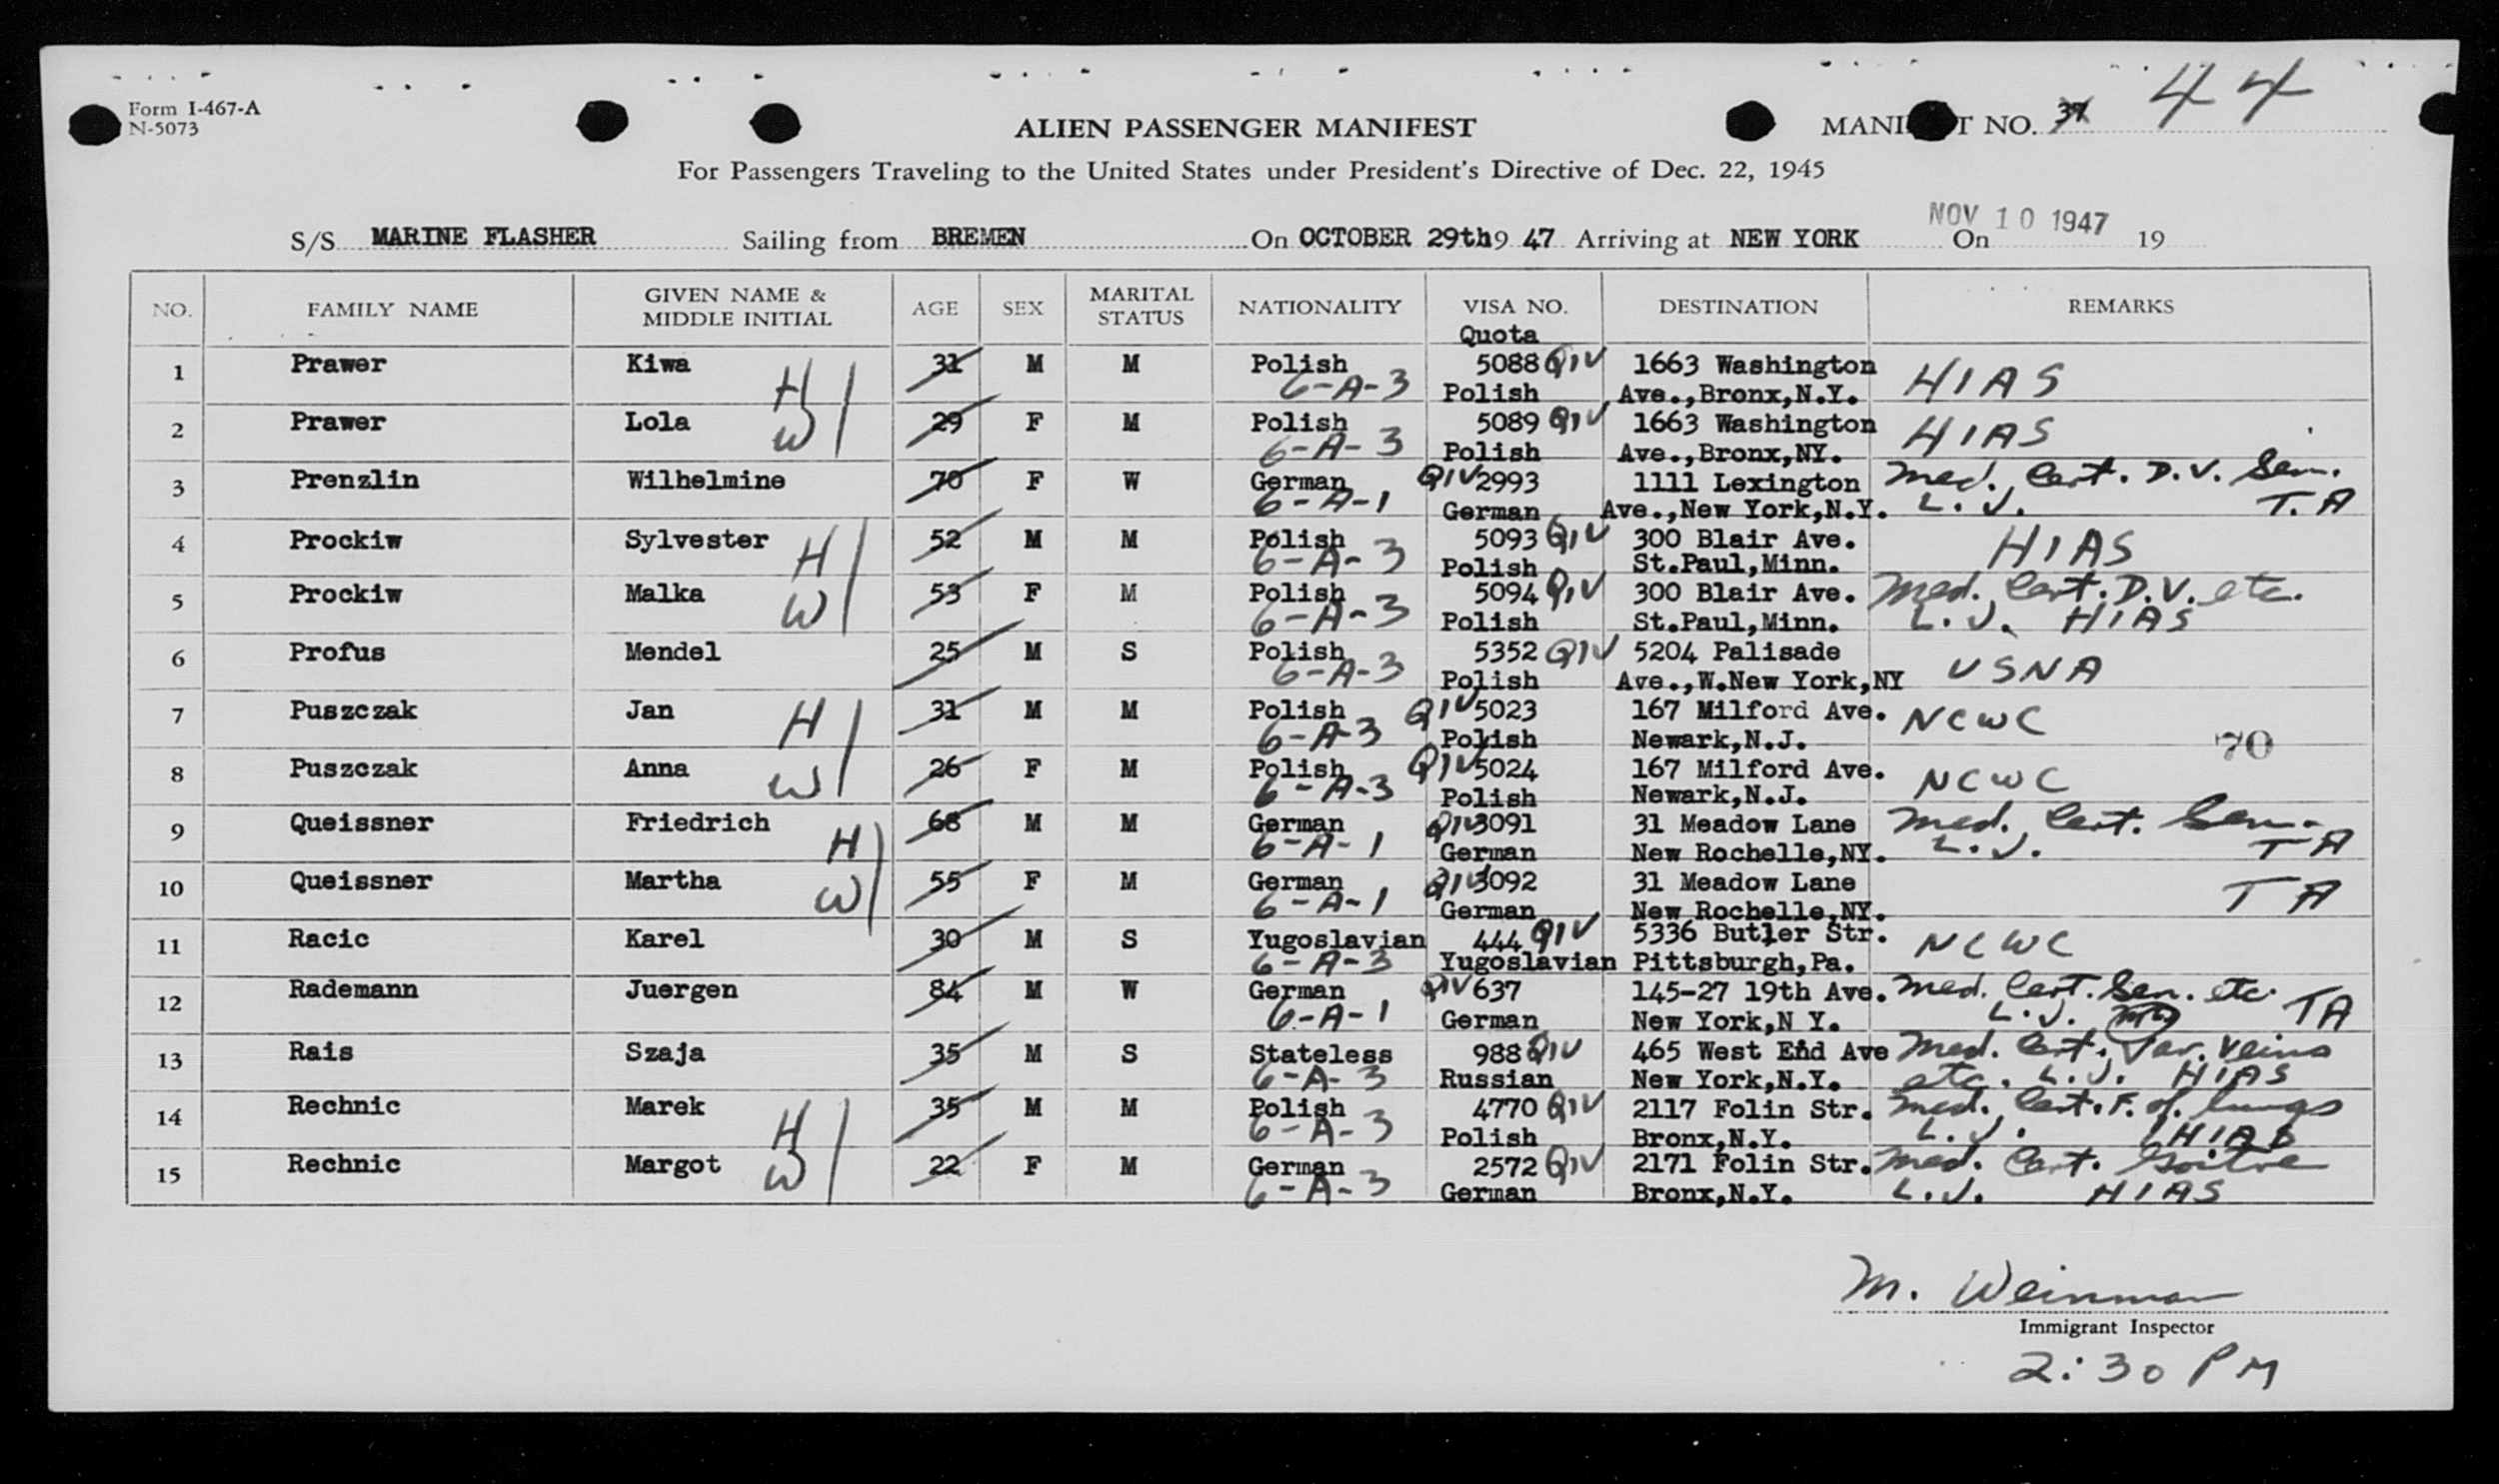 Form I-467-A
N-5073
ALIEN PASSENGER MANIFEST
MANI T NO. 37 44
For Passengers Traveling to the United States under President's Directive of Dec. 22, 1945
NOV 10 1947
S/S MARINE FLASHER Sailing from BREMEN On OCTOBER 29th 9 47 Arriving at NEW YORK On 19
NO. FAMILY NAME GIVEN NAME & MIDDLE INITIAL AGE SEX MARITAL STATUS NATIONALITY VISA NO. DESTINATION REMARKS
Quota
1 Prawer Kiwa H 31 M M Polish 5088 QIV 1663 Washington HIAS
6-A-3 Polish Ave.,Bronx,N.Y.
2 Prawer Lola W 29 F M Polish 5089 QIV 1663 Washington HIAS
6-A-3 Polish Ave.,Bronx,NY.
3 Prenzlin Wilhelmine 70 F W German QIV 2993 1111 Lexington Med. Cert. D.V. Sen.
6-A-1 German Ave.,New York,N.Y. L.J. T.A
4 Prockiw Sylvester H 52 M M Polish 5093 QIV 300 Blair Ave. HIAS
6-A-3 Polish St.Paul,Minn.
5 Prockiw Malka W 53 F M Polish 5094 QIV 300 Blair Ave. Med. Cert. D.V. etc.
6-A-3 Polish St.Paul,Minn. L.J. HIAS
6 Profus Mendel 25 M S Polish 5352 QIV 5204 Palisade USNA
6-A-3 Polish Ave.,W.New York,NY
7 Puszczak Jan H 31 M M Polish QIV 5023 167 Milford Ave. NCWC
6-A-3 Polish Newark,N.J. 70
8 Puszczak Anna W 26 F M Polish QIV 5024 167 Milford Ave. NCWC
6-A-3 Polish Newark,N.J.
9 Queissner Friedrich H 68 M M German QIV 3091 31 Meadow Lane Med. Cert. Sen.
6-A-1 German New Rochelle,NY. L.J. TA
10 Queissner Martha W 55 F M German QIV 3092 31 Meadow Lane TA
6-A-1 German New Rochelle,NY.
11 Racic Karel 30 M S Yugoslavian 444 QIV 5336 Butler Str. NCWC
6-A-3 Yugoslavian Pittsburgh,Pa.
12 Rademann Juergen 84 M W German QIV 637 145-27 19th Ave. Med. Cert. Sen. etc. TA
6-A-1 German New York,N Y. L.J.
13 Rais Szaja 35 M S Stateless 988 QIV 465 West End Ave Med. Cert. Var. Veins
6-A-3 Russian New York,N.Y. etc. L.J. HIAS
14 Rechnic Marek H 35 M M Polish 4770 QIV 2117 Folin Str. Med. Cert. F. of. lungs
6-A-3 Polish Bronx,N.Y. L.J. HIAS
15 Rechnic Margot W 22 F M German 2572 QIV 2171 Folin Str. Med. Cert. Goitre
6-A-3 German Bronx,N.Y. L.J. HIAS
M. Weinman
Immigrant Inspector
2:30 PM